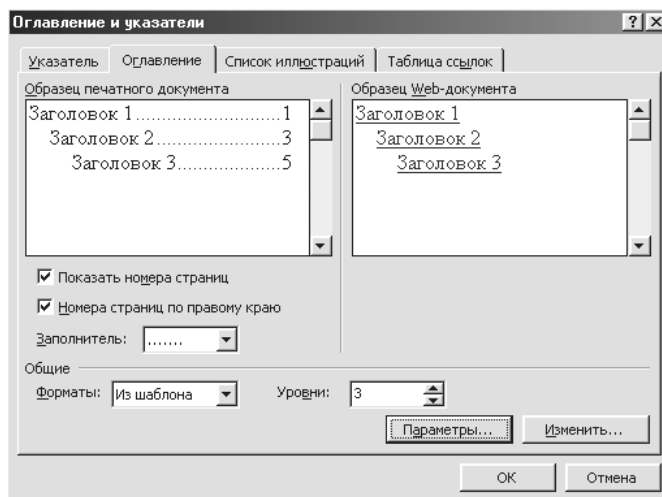 Оглавление и указатели
Указатель Оглавление Список иллюстраций Таблица ссылок
Образец печатного документа Образец Web-документа
Заголовок 1..............................1 Заголовок 1
Заголовок 2.........................3 Заголовок 2
Заголовок 3.....................5 Заголовок 3
Показать номера страниц
Номера страниц по правому краю
Заполнитель: .......
Общие
Форматы: Из шаблона Уровни: 3
Параметры... Изменить...
ОК Отмена